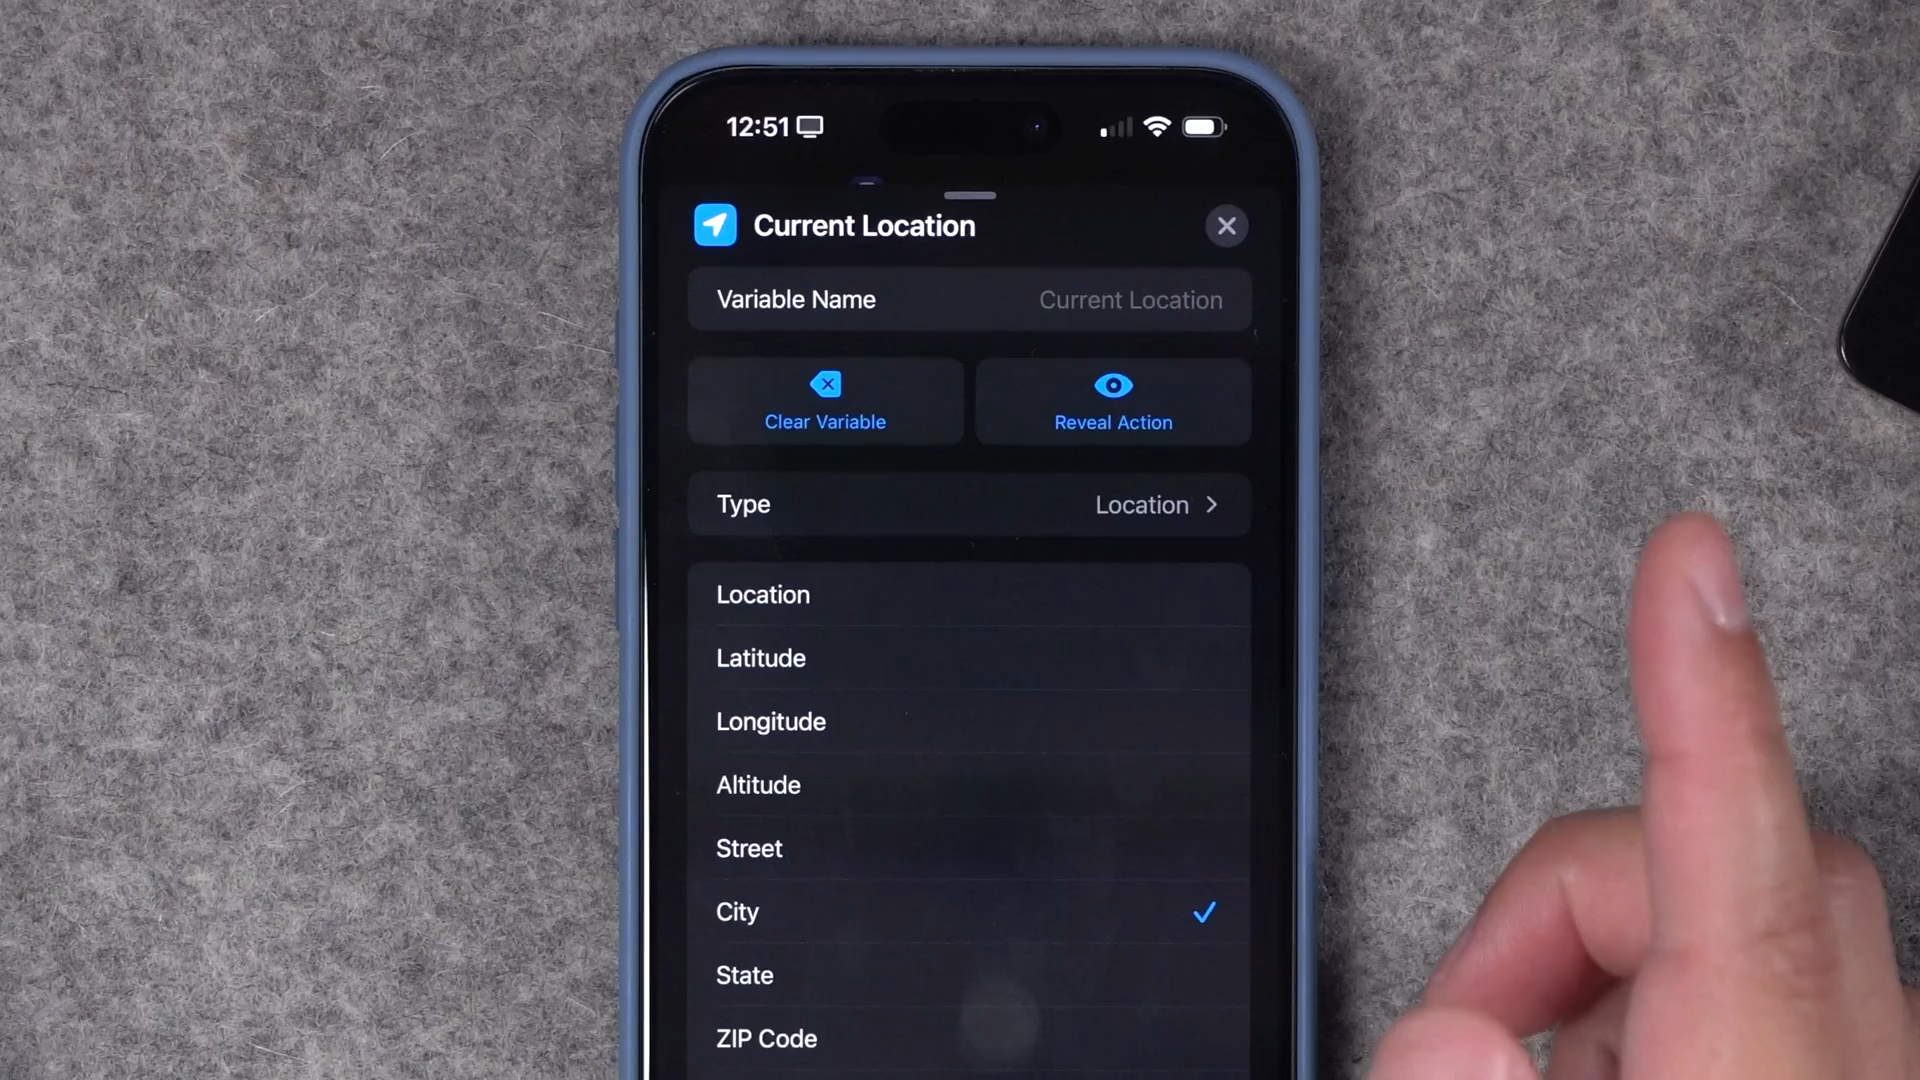 12:51
Current Location
Variable Name Current Location
Clear Variable Reveal Action
Type Location
Location
Latitude
Longitude
Altitude
Street
City
State
ZIP Code